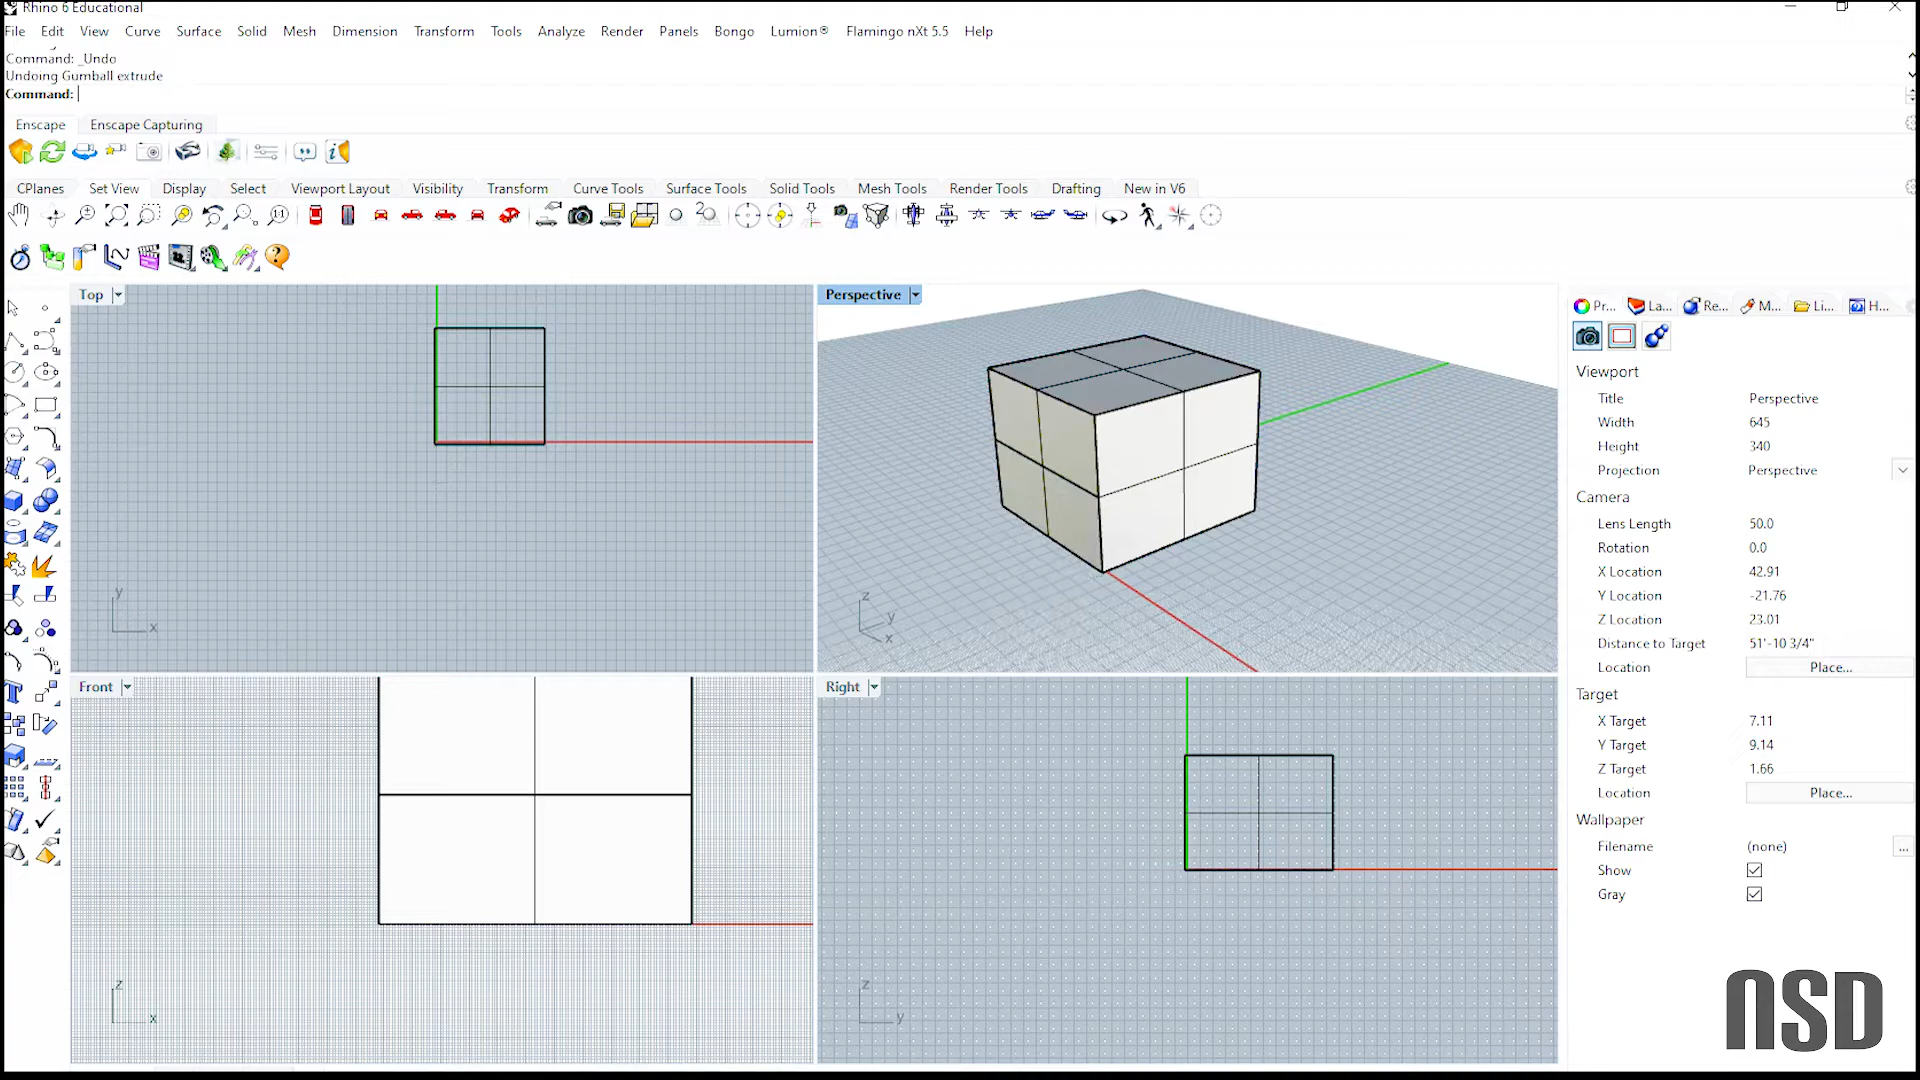 Rhino 6 Educational
File Edit View Curve Surface Solid Mesh Dimension Transform Tools Analyze Render Panels Bongo Lumion® Flamingo nXt 5.5 Help
Command: _Undo
Undoing Gumball extrude
Command:
Enscape Enscape Capturing
CPlanes Set View Display Select Viewport Layout Visibility Transform Curve Tools Surface Tools Solid Tools Mesh Tools Render Tools Drafting New in V6
Top
Perspective
Pr... La... Re... M... Li... H...
Viewport
Title Perspective
Width 645
Height 340
Projection Perspective
Camera
Lens Length 50.0
Rotation 0.0
X Location 42.91
Y Location -21.76
Z Location 23.01
Distance to Target 51'-10 3/4"
Location Place...
Target
X Target 7.11
Y Target 9.14
Z Target 1.66
Location Place...
Wallpaper
Filename (none) ...
Show
Gray
y
x
z
y
x
Front
Right
z
x
z
y
NSD